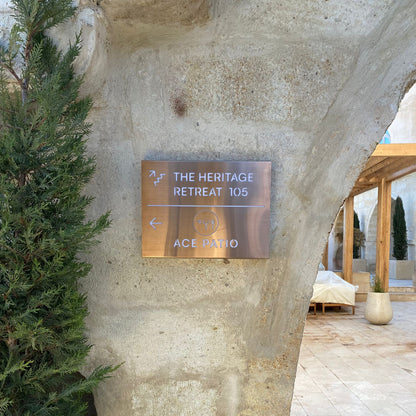 THE HERITAGE
RETREAT 105
ACE PATIO